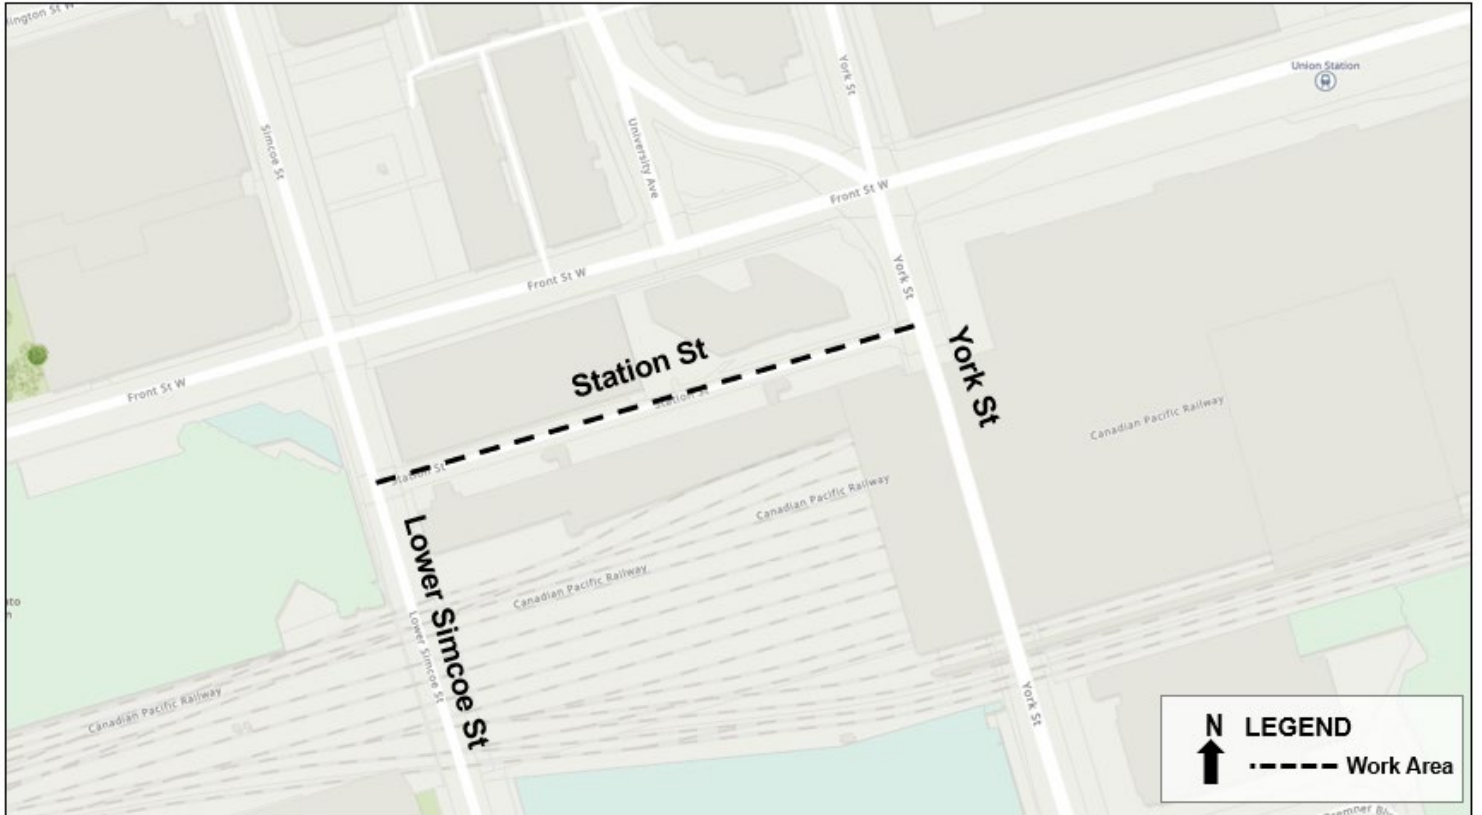 York St
Union Station
Simcoe St
University Ave
Front St W
York St
Front St W
Station St
York St
Front St W
Station St
Canadian Pacific Railway
Station St
Canadian Pacific Railway
Lower Simcoe St
Canadian Pacific Railway
Lower Simcoe St
Canadian Pacific Railway
York St
N LEGEND
Work Area